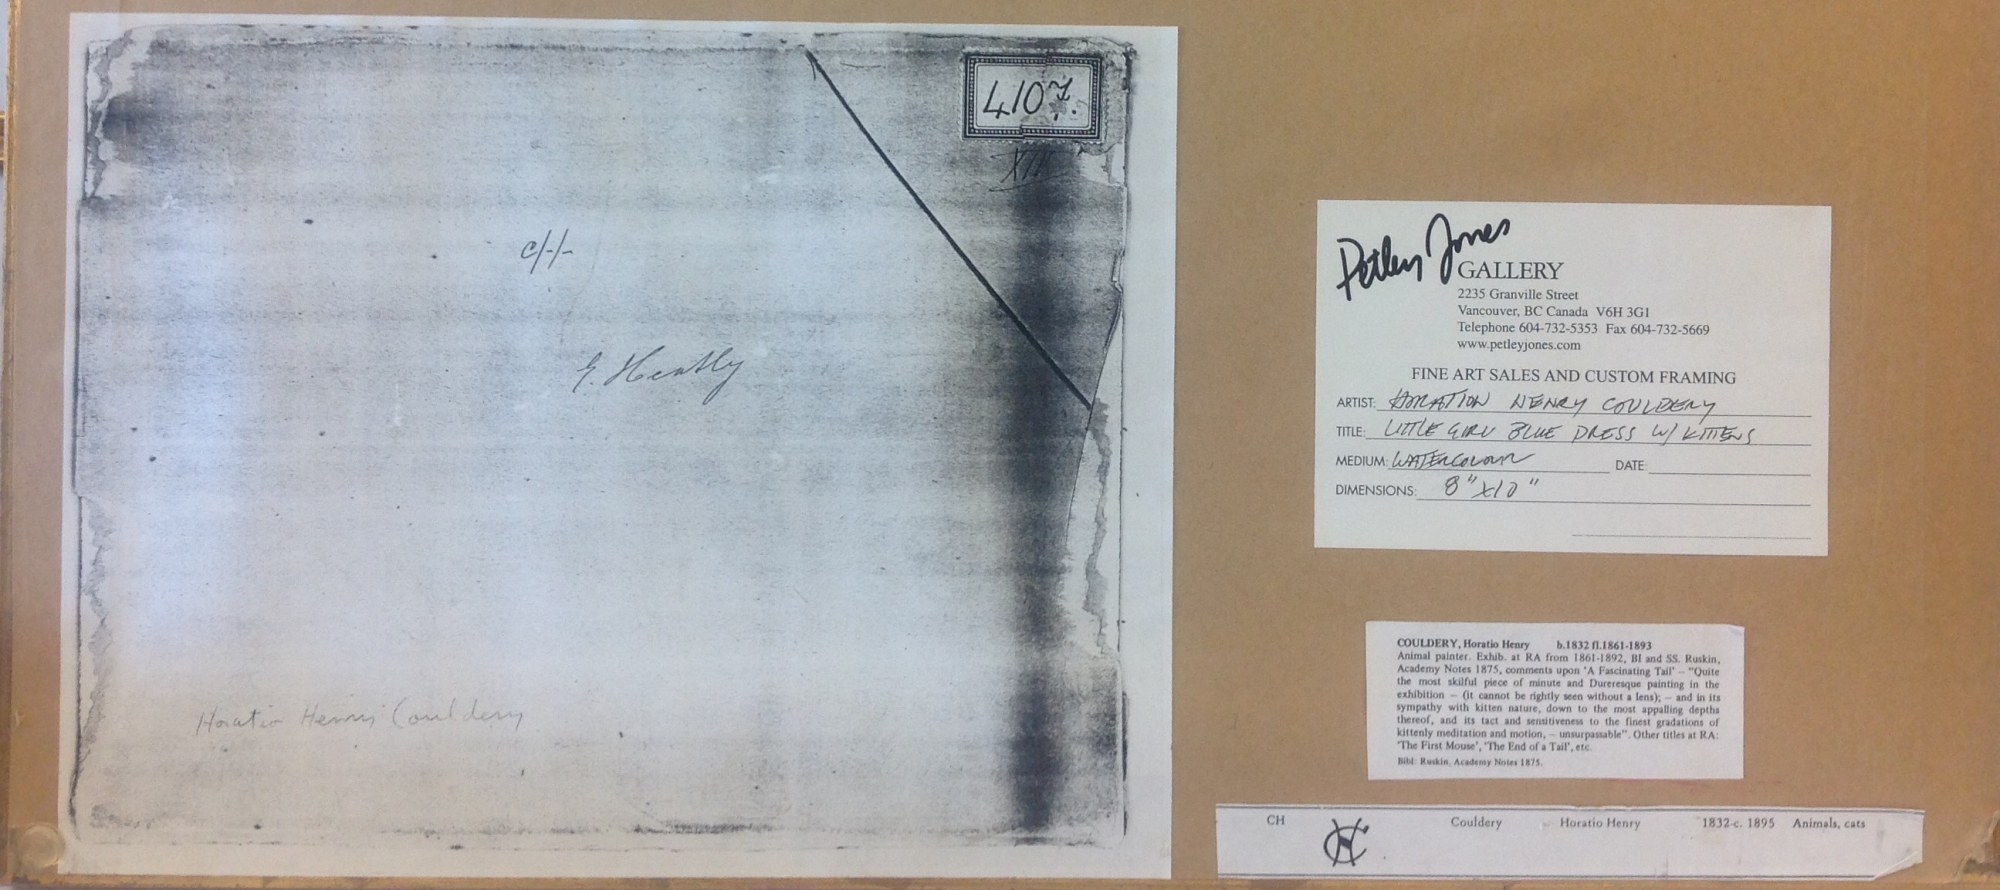 4107.
XIII
c/-/-
Horatio Henry Couldery
Petley Jones
GALLERY
2235 Granville Street
Vancouver, BC Canada V6H 3G1
Telephone 604-732-5353 Fax 604-732-5669
www.petleyjones.com
FINE ART SALES AND CUSTOM FRAMING
ARTIST: HORATION HENRY COULDERY
TITLE: LITTLE GIRL BLUE DRESS W/ KITTENS
MEDIUM: WATERCOLOUR DATE:
DIMENSIONS: 8" X 10"
COULDERY, Horatio Henry b.1832 fl.1861-1893
Animal painter. Exhib. at RA from 1861-1892, BI and SS. Ruskin,
Academy Notes 1875, comments upon 'A Fascinating Tail' – "Quite
the most skilful piece of minute and Dureresque painting in the
exhibition – (it cannot be rightly seen without a lens); – and in its
sympathy with kitten nature, down to the most appalling depths
thereof, and its tact and sensitiveness to the finest gradations of
kittenly meditation and motion, – unsurpassable". Other titles at RA:
'The First Mouse', 'The End of a Tail', etc.
Bibl: Ruskin, Academy Notes 1875.
CH Couldery Horatio Henry 1832-c. 1895 Animals, cats